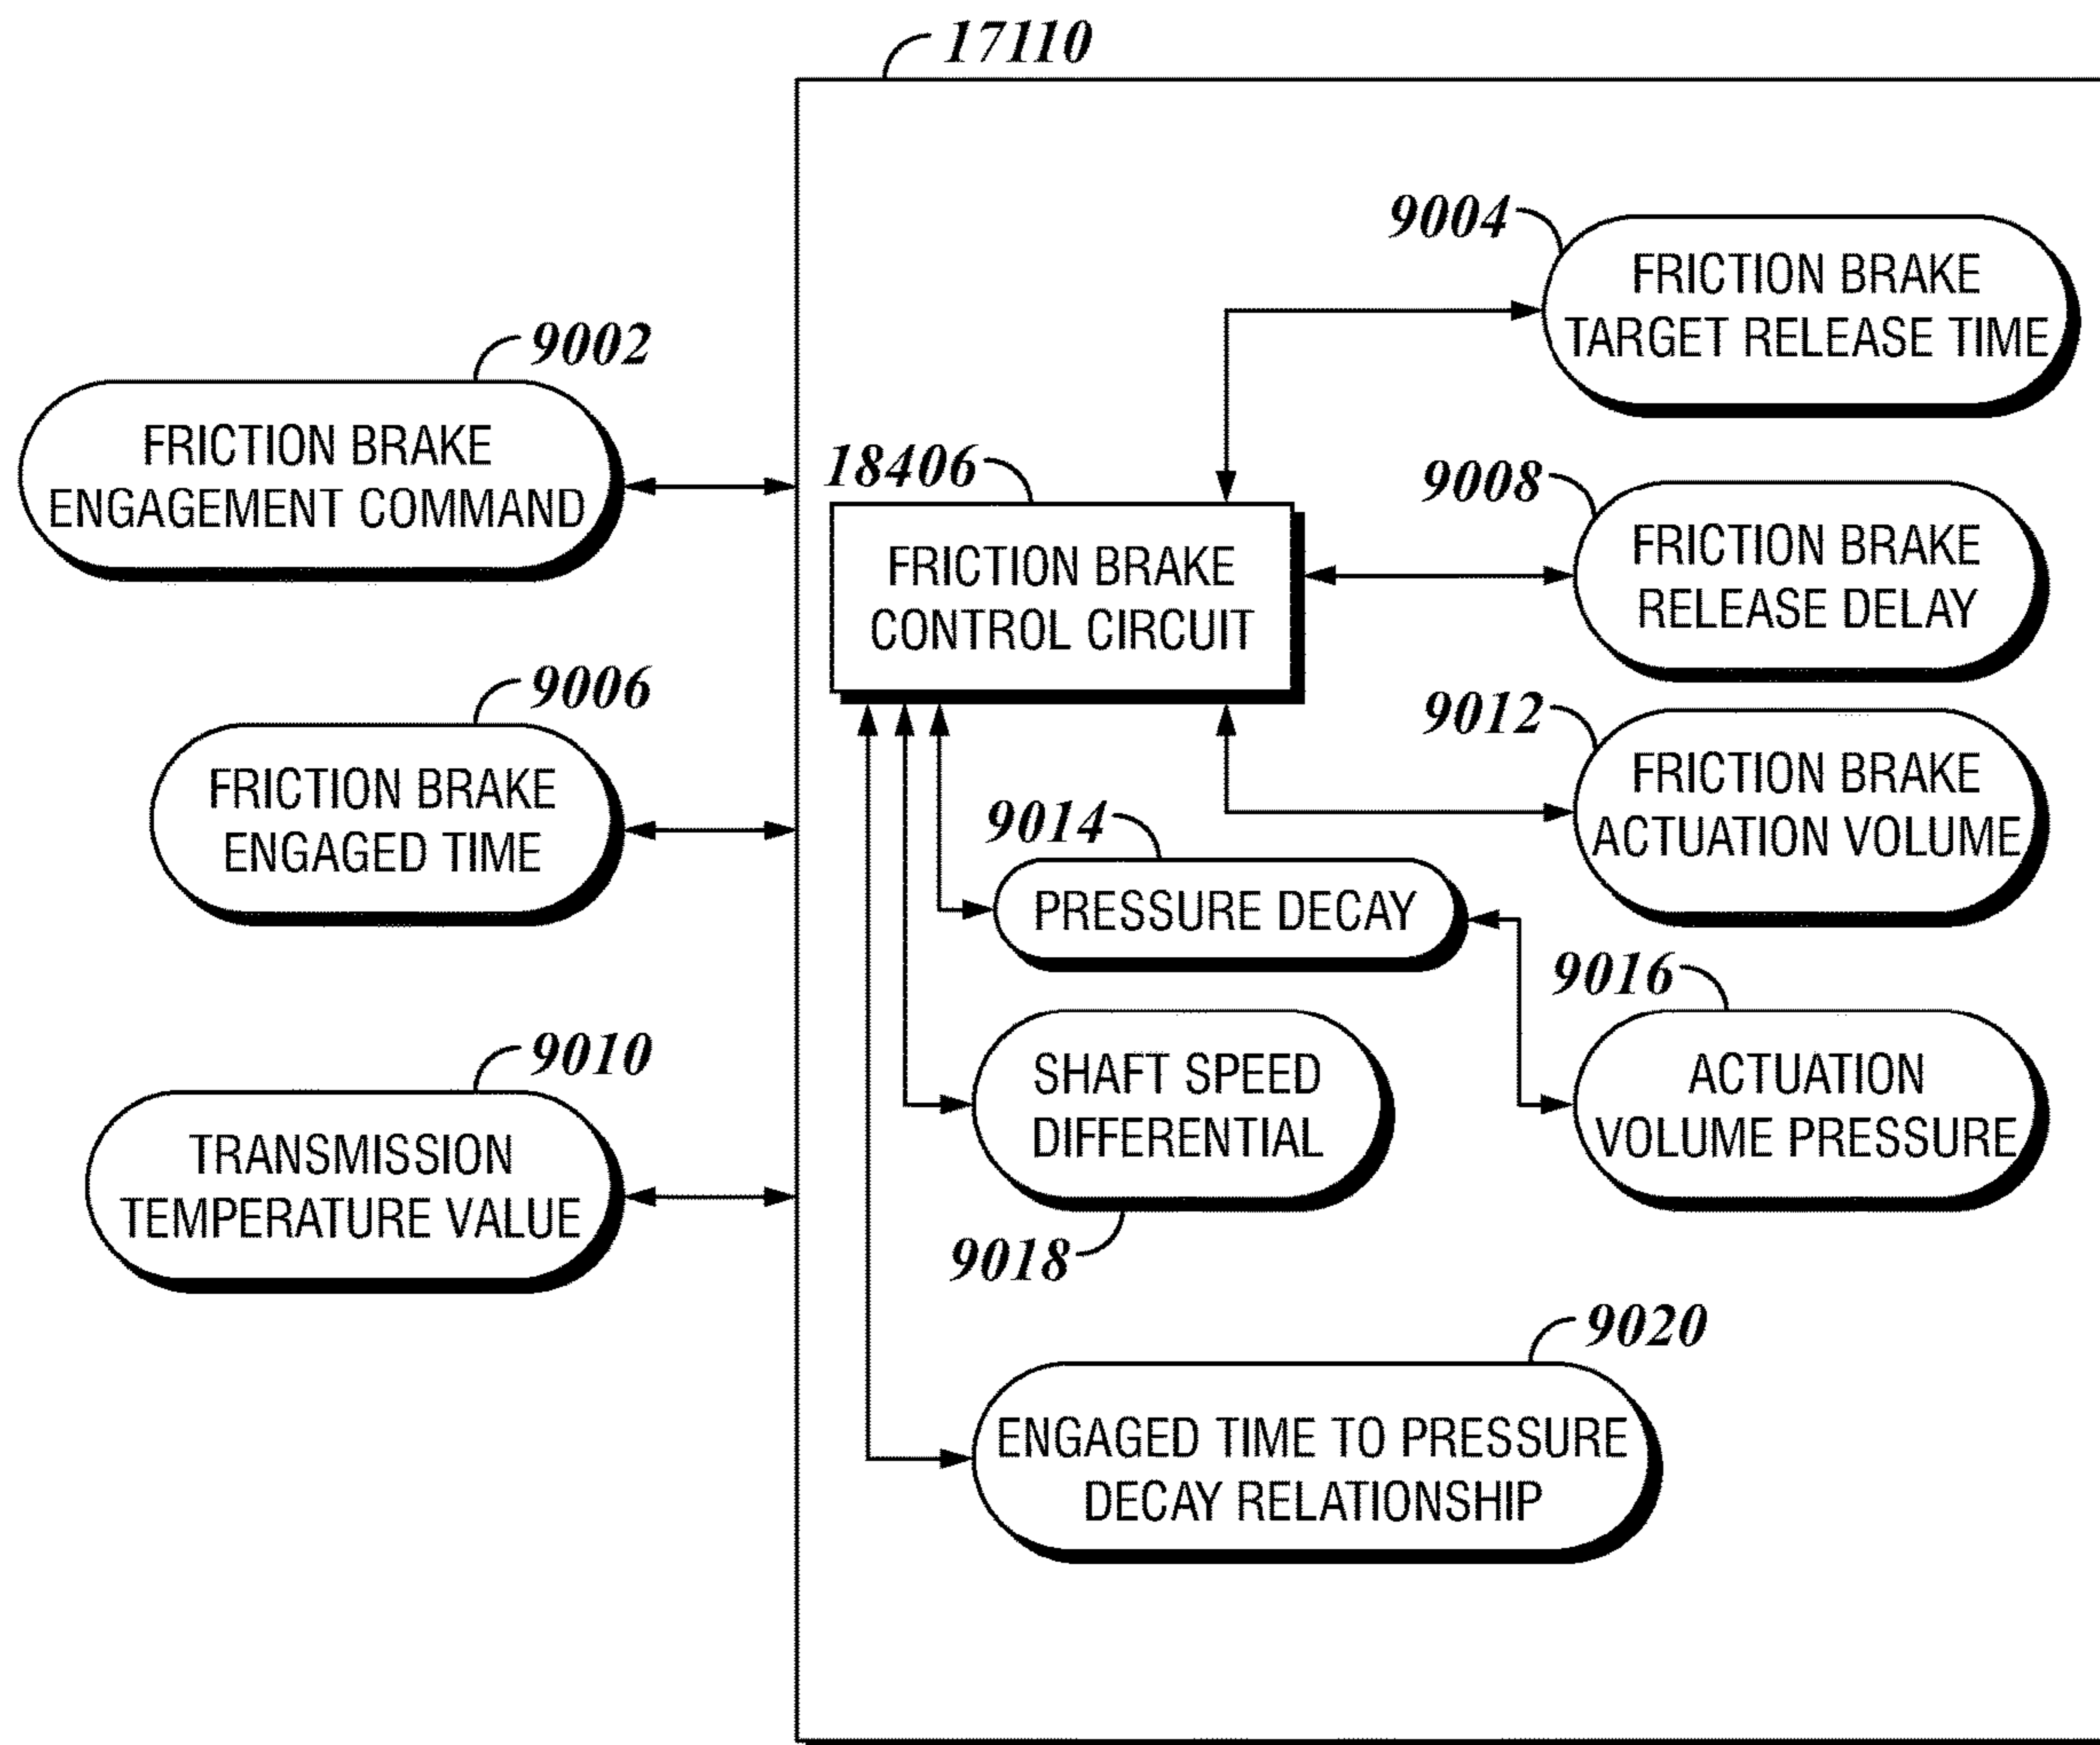 17110
9004
FRICTION BRAKE
TARGET RELEASE TIME
9002
FRICTION BRAKE
ENGAGEMENT COMMAND
18406
FRICTION BRAKE
CONTROL CIRCUIT
9008
FRICTION BRAKE
RELEASE DELAY
9006
FRICTION BRAKE
ENGAGED TIME
9012
FRICTION BRAKE
ACTUATION VOLUME
9014
PRESSURE DECAY
9016
ACTUATION
VOLUME PRESSURE
9010
TRANSMISSION
TEMPERATURE VALUE
SHAFT SPEED
DIFFERENTIAL
9018
9020
ENGAGED TIME TO PRESSURE
DECAY RELATIONSHIP